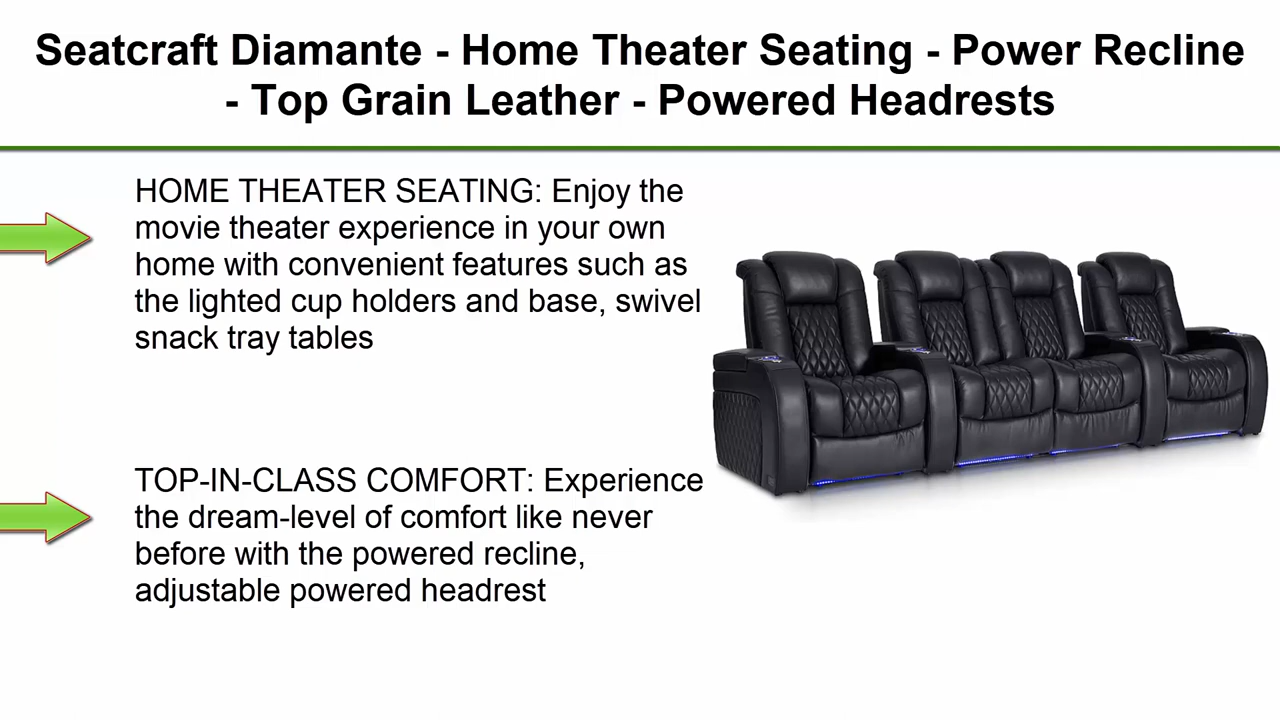 Seatcraft Diamante - Home Theater Seating - Power Recline
- Top Grain Leather - Powered Headrests
HOME THEATER SEATING: Enjoy the
movie theater experience in your own
home with convenient features such as
the lighted cup holders and base, swivel
snack tray tables
TOP-IN-CLASS COMFORT: Experience
the dream-level of comfort like never
before with the powered recline,
adjustable powered headrest